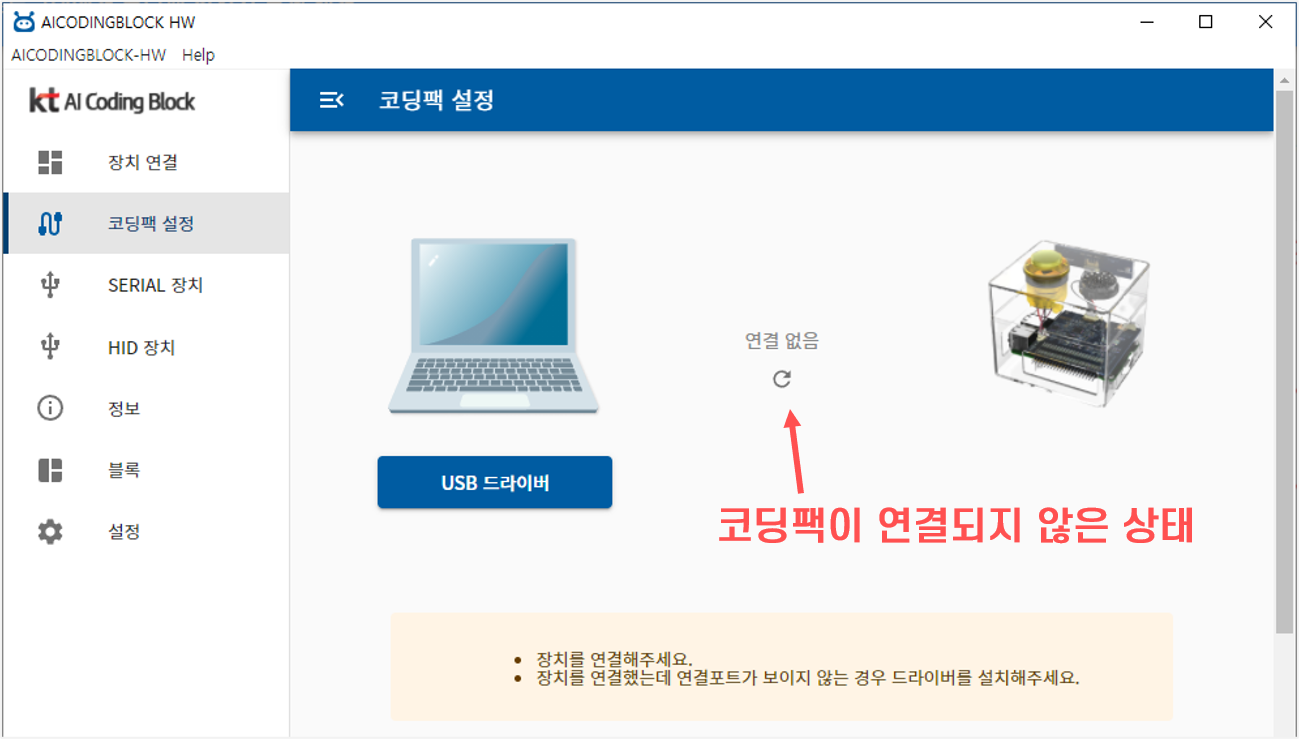 AICODINGBLOCK HW
AICODINGBLOCK-HW Help
kt AI Coding Block
코딩팩 설정
장치 연결
코딩팩 설정
SERIAL 장치
HID 장치
정보
블록
설정
연결 없음
USB 드라이버
코딩팩이 연결되지 않은 상태
장치를 연결해주세요.
장치를 연결했는데 연결포트가 보이지 않는 경우 드라이버를 설치해주세요.